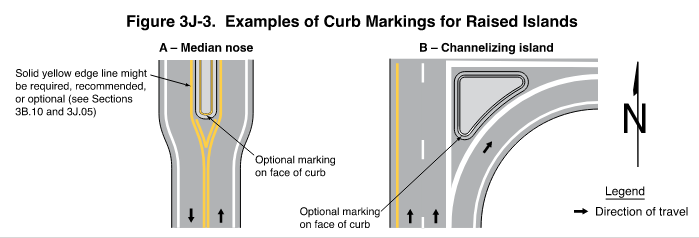 Figure 3J-3. Examples of Curb Markings for Raised Islands
A – Median nose
Solid yellow edge line might
be required, recommended,
or optional (see Sections
3B.10 and 3J.05)
Optional marking
on face of curb
B – Channelizing island
Optional marking
on face of curb
N
Legend
Direction of travel